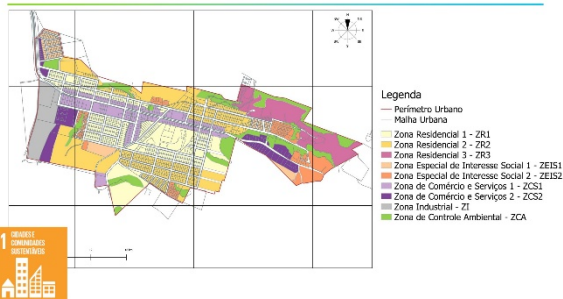 Legenda
Perímetro Urbano
Malha Urbana
Zona Residencial 1 - ZR1
Zona Residencial 2 - ZR2
Zona Residencial 3 - ZR3
Zona Especial de Interesse Social 1 - ZEIS1
Zona Especial de Interesse Social 2 - ZEIS2
Zona de Comércio e Serviços 1 - ZCS1
Zona de Comércio e Serviços 2 - ZCS2
Zona Industrial - ZI
Zona de Controle Ambiental - ZCA
1 CIDADES E
COMUNIDADES
SUSTENTÁVEIS